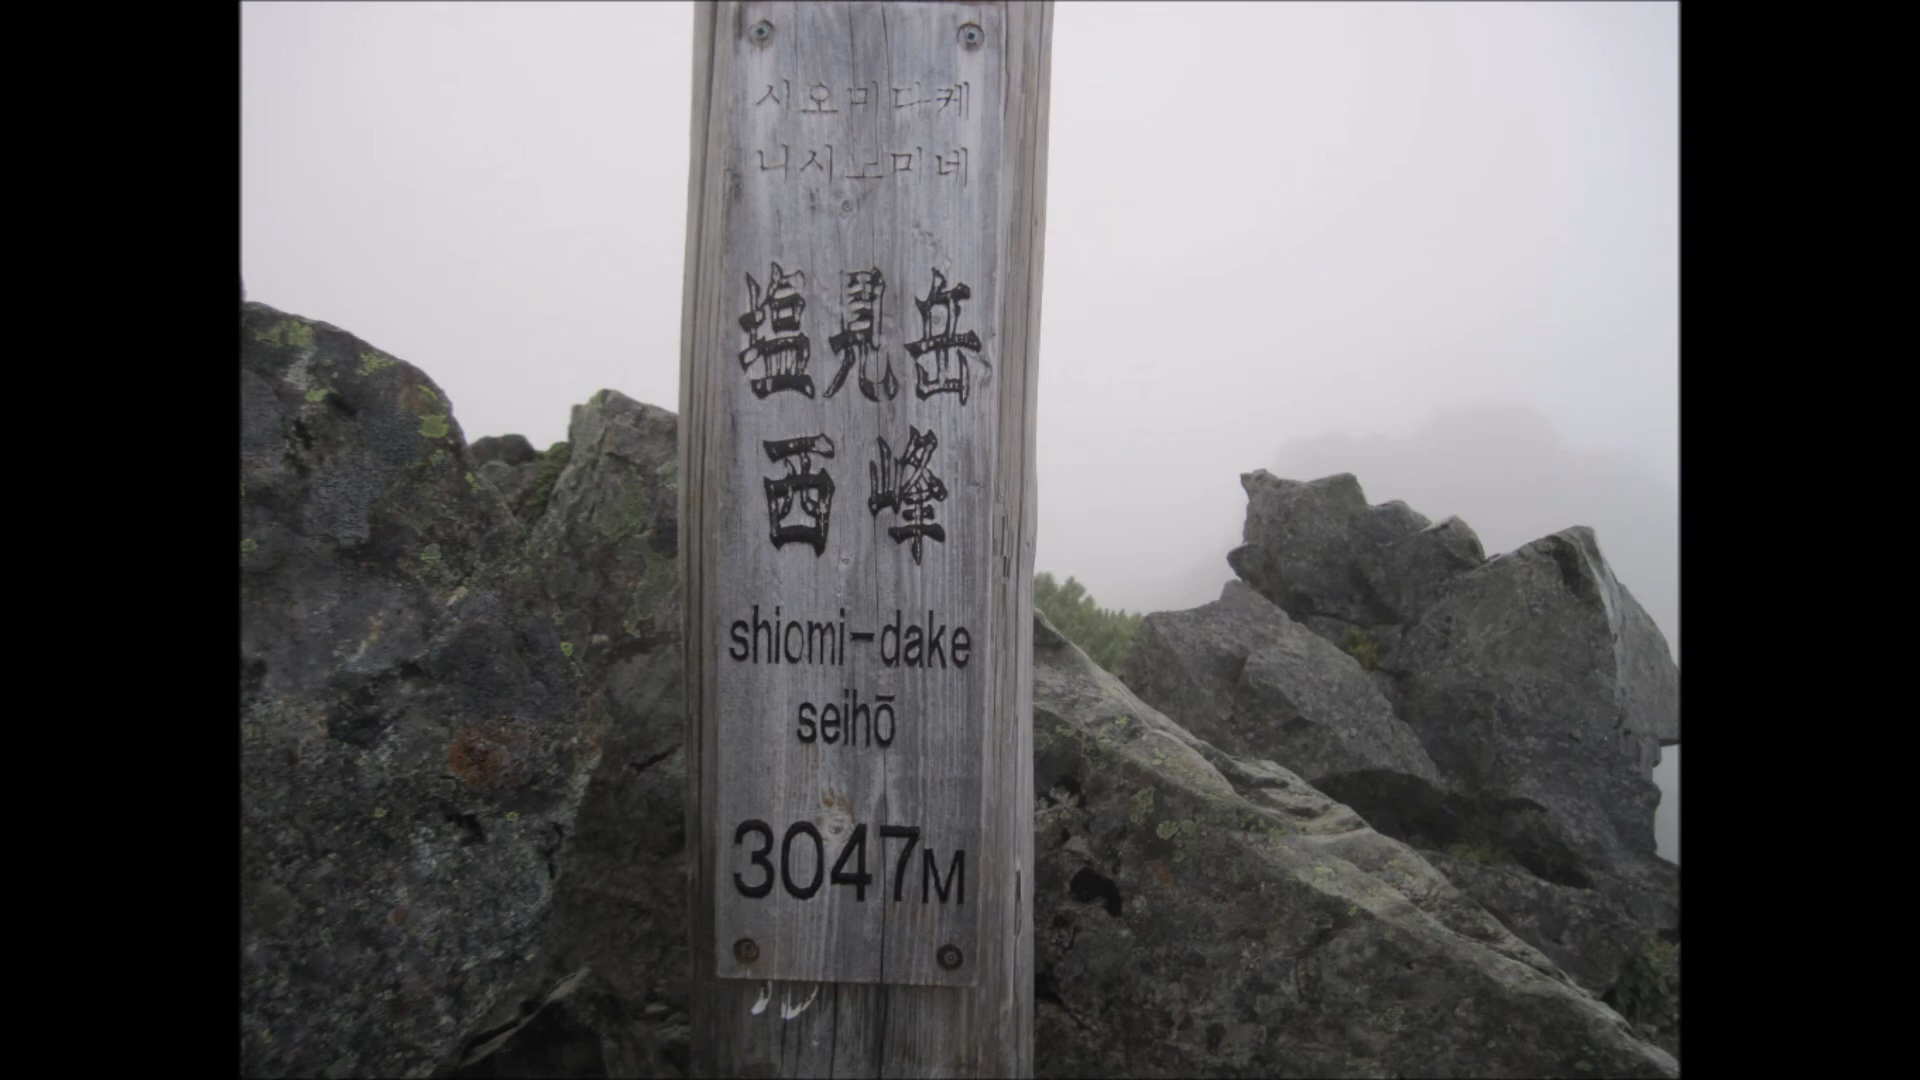 시오미다케
니시노미네
塩見岳
西峰
shiomi-dake
seihō
3047M